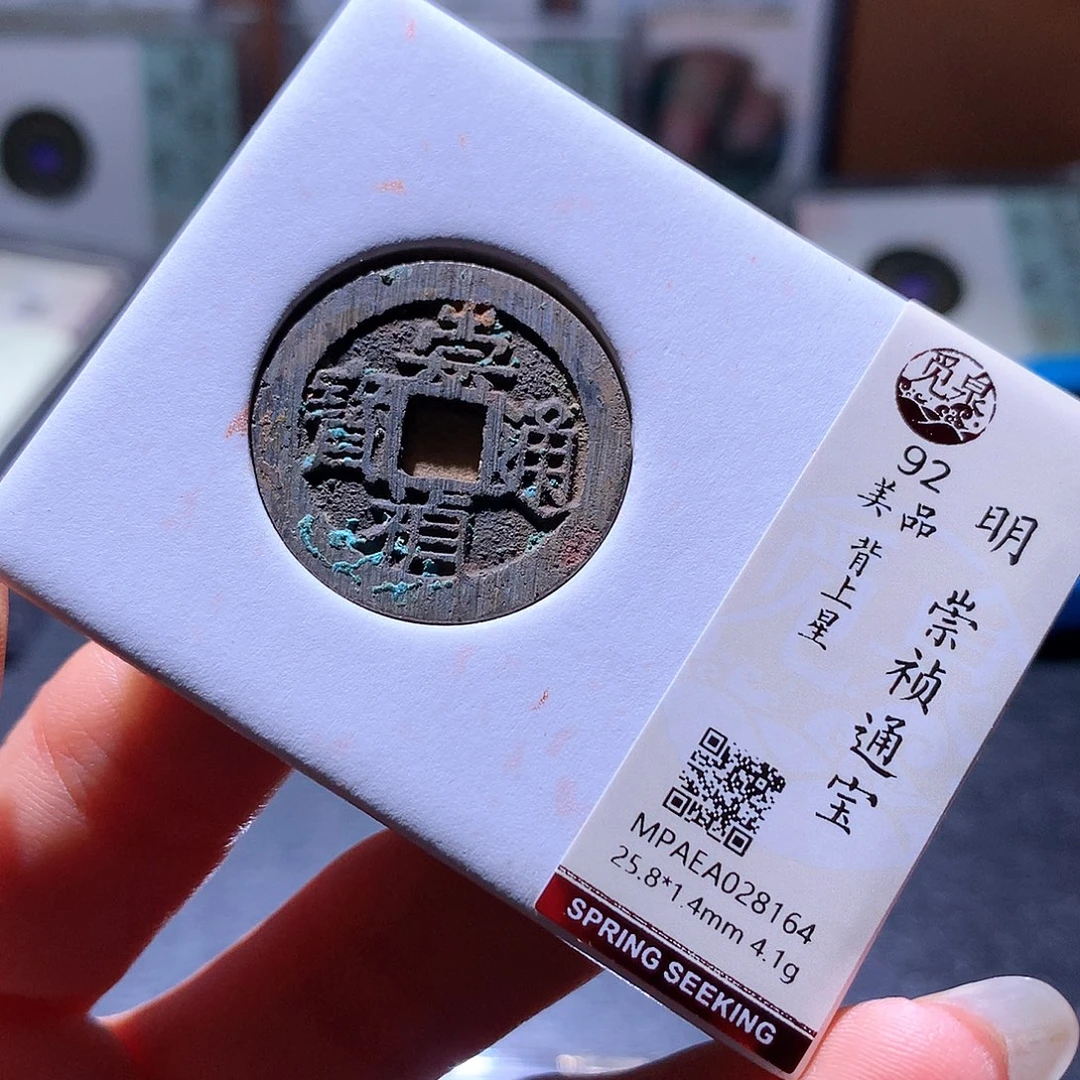 崇禎通寶
覓泉
92
美品
背上星
明
崇祯通宝
MPAEA028164
25.8*1.4mm 4.1g
SPRING SEEKING